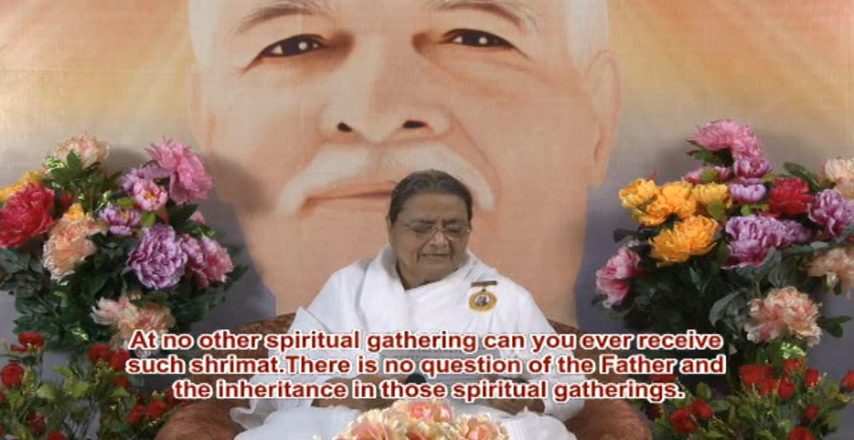 At no other spiritual gathering can you ever receive
such shrimat.There is no question of the Father and
the inheritance in those spiritual gatherings.